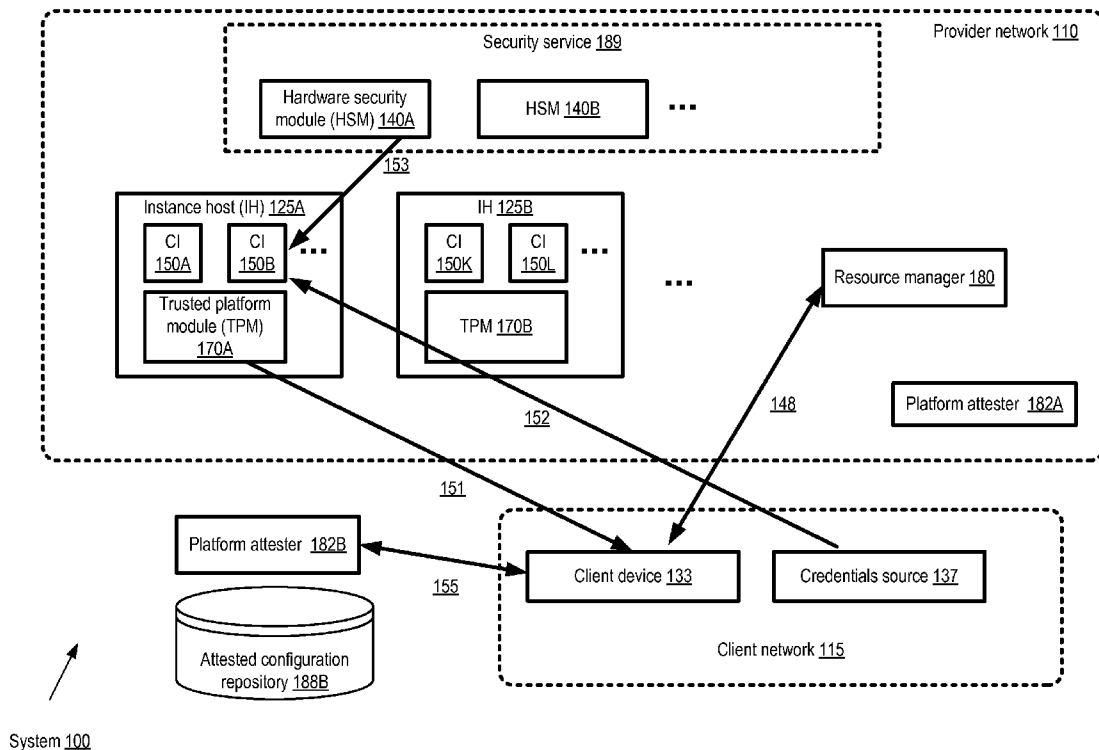 Provider network 110
Security service 189
Hardware security
module (HSM) 140A
HSM 140B
...
153
Instance host (IH) 125A
CI
150A
CI
150B
...
Trusted platform
module (TPM)
170A
IH 125B
CI
150K
CI
150L
...
TPM 170B
...
Resource manager 180
Platform attester 182A
148
152
151
Platform attester 182B
155
Client device 133
Credentials source 137
Client network 115
Attested configuration
repository 188B
System 100